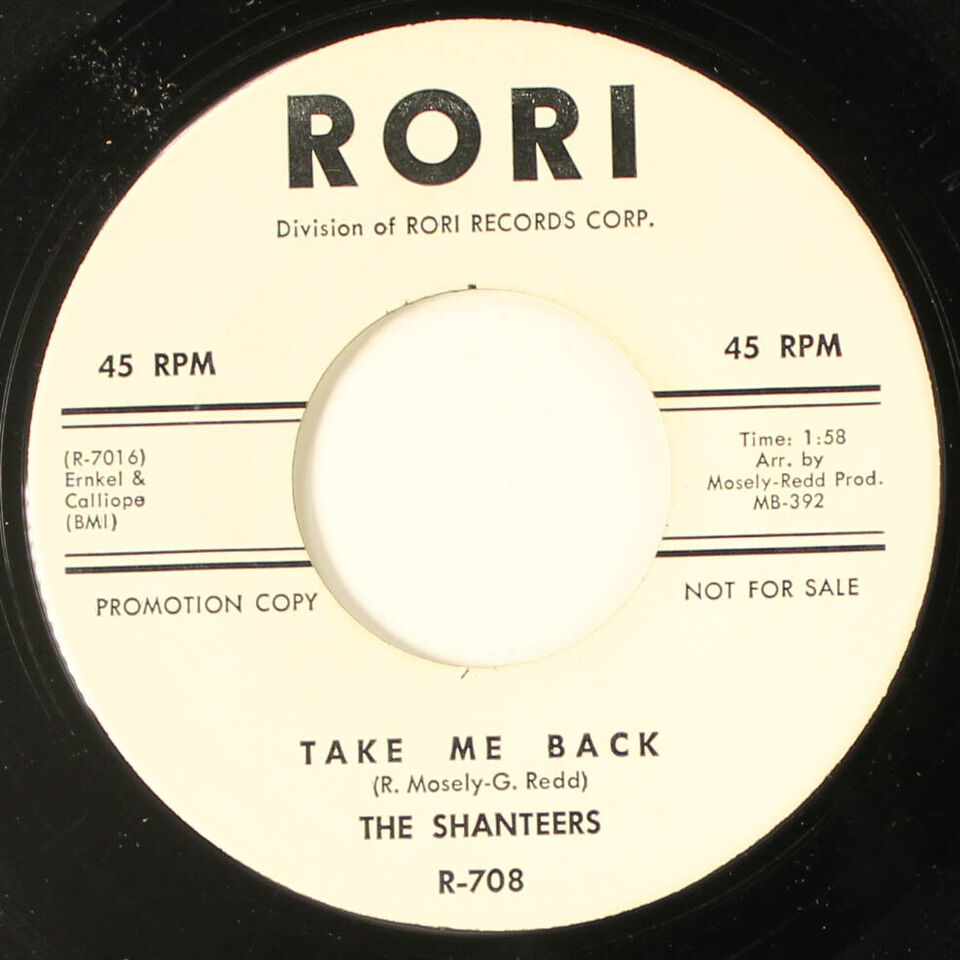 RORI
Division of RORI RECORDS CORP.
45 RPM
45 RPM
(R-7016)
Ernkel &
Calliope
(BMI)
Time: 1:58
Arr. by
Mosely-Redd Prod.
MB-392
PROMOTION COPY
NOT FOR SALE
TAKE ME BACK
(R. Mosely-G. Redd)
THE SHANTEERS
R-708